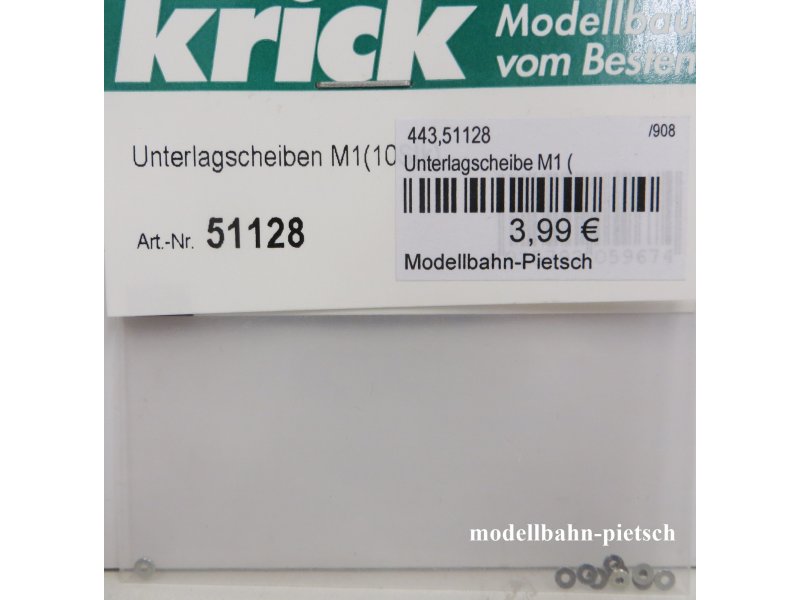 krick
Modellbau
vom Besten
Unterlagscheiben M1(10
Art.-Nr. 51128
443,51128 /908
Unterlagscheibe M1 (
3,99 €
Modellbahn-Pietsch
059674
modellbahn-pietsch